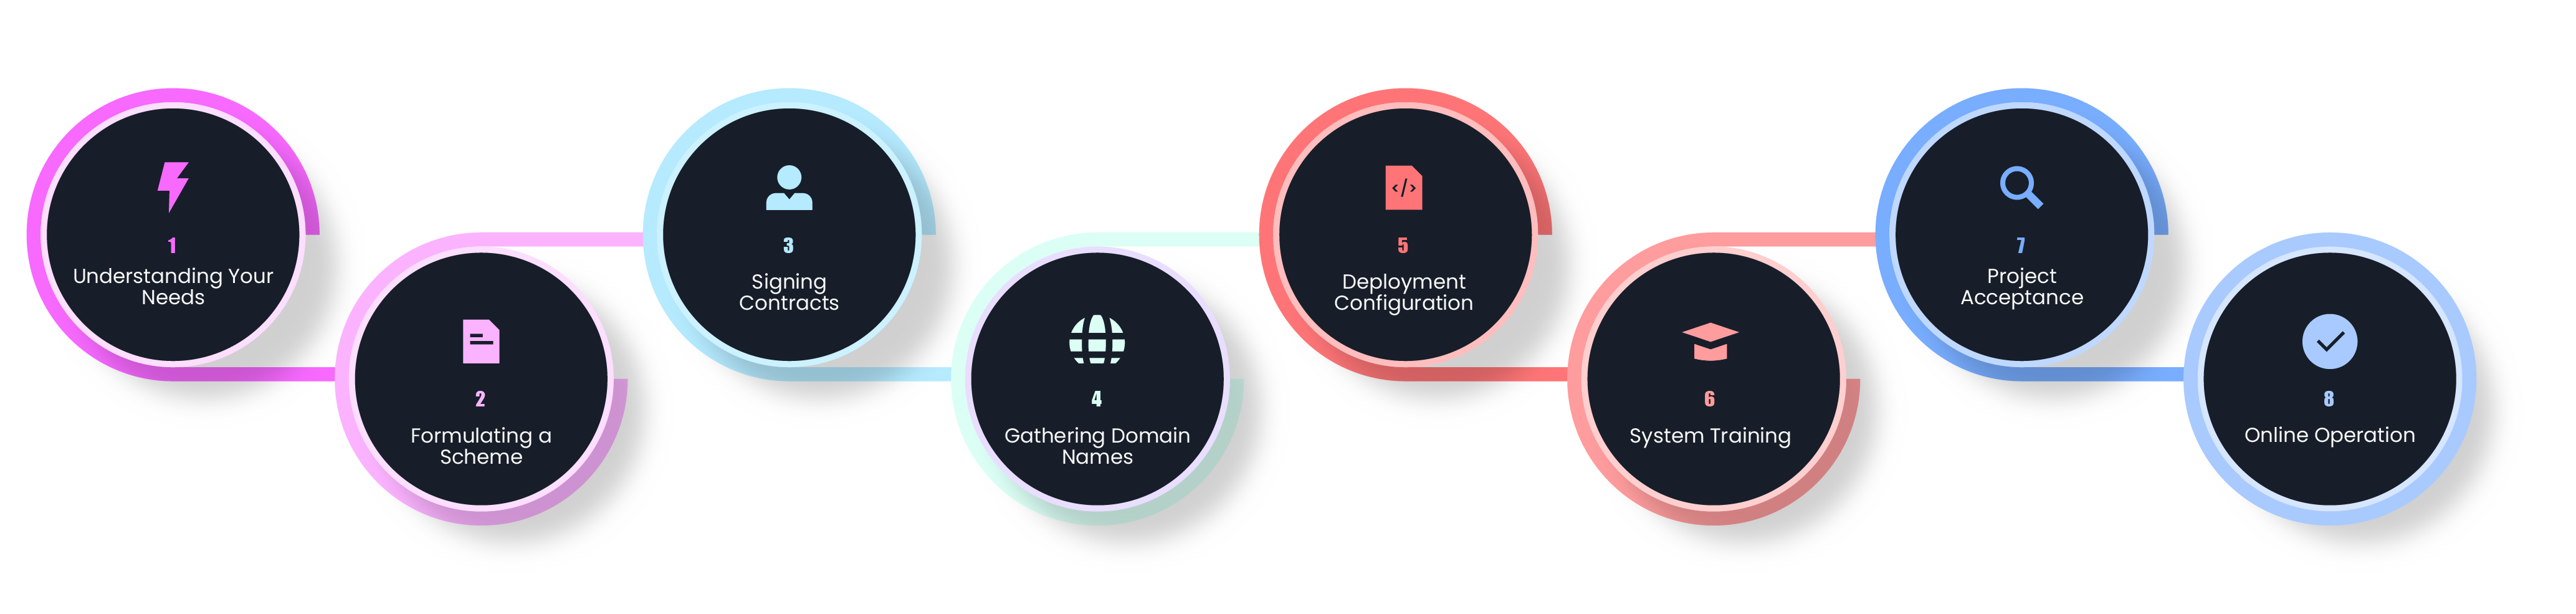 1
Understanding Your
Needs
2
Formulating a
Scheme
3
Signing
Contracts
4
Gathering Domain
Names
5
Deployment
Configuration
6
System Training
7
Project
Acceptance
8
Online Operation